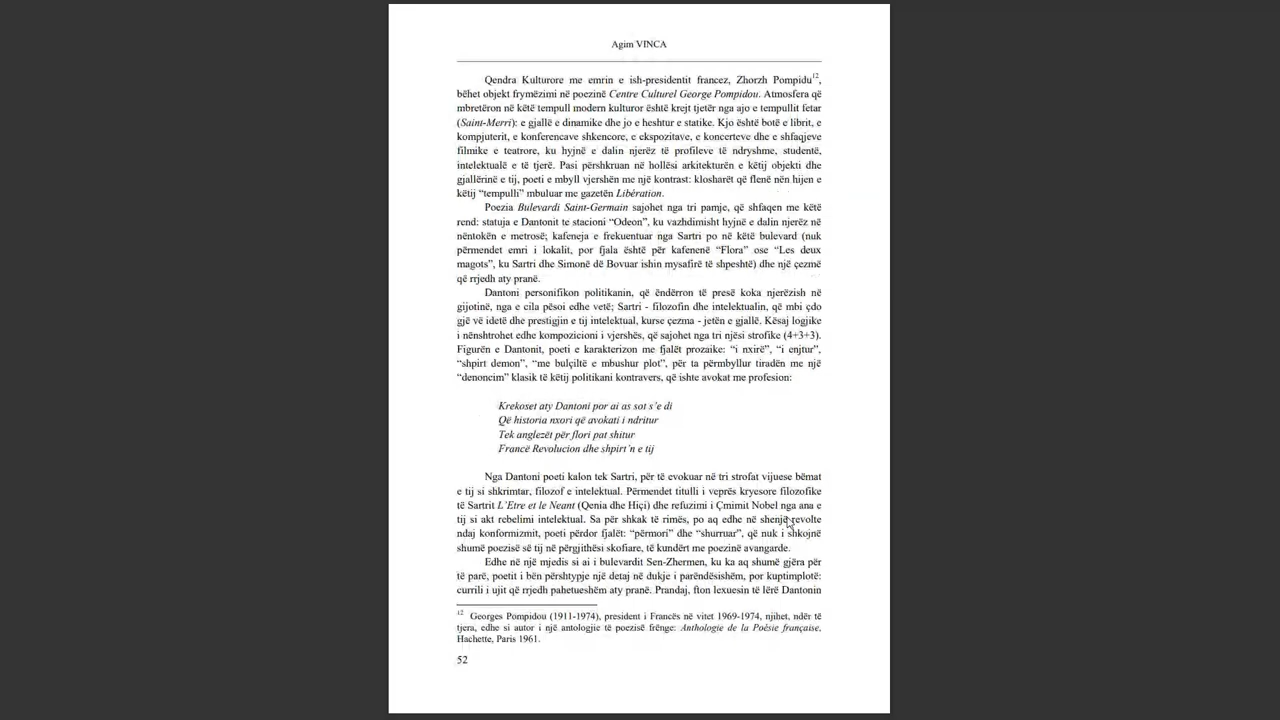 Agim VINCA
Qendra Kulturore me emrin e ish-presidentit francez, Zhorzh Pompidu12,
bëhet objekt frymëzimi në poezinë Centre Culturel George Pompidou. Atmosfera që
mbretëron në këtë tempull modern kulturor është krejt tjetër nga ajo e tempullit fetar
(Saint-Merri): e gjallë e dinamike dhe jo e heshtur e statike. Kjo është botë e librit, e
kompjuterit, e konferencave shkencore, e ekspozitave, e koncerteve dhe e shfaqjeve
filmike e teatrore, ku hyjnë e dalin njerëz të profileve të ndryshme, studentë,
intelektualë e të tjerë. Pasi përshkruan në hollësi arkitekturën e këtij objekti dhe
gjallërinë e tij, poeti e mbyll vjershën me një kontrast: klosharët që flenë nën hijen e
këtij “tempulli” mbuluar me gazetën Libération.
Poezia Bulevardi Saint-Germain sajohet nga tri pamje, që shfaqen me këtë
rend: statuja e Dantonit te stacioni “Odeon”, ku vazhdimisht hyjnë e dalin njerëz në
nëntokën e metrosë; kafeneja e frekuentuar nga Sartri po në këtë bulevard (nuk
përmendet emri i lokalit, por fjala është për kafenenë “Flora” ose “Les deux
magots”, ku Sartri dhe Simonë dë Bovuar ishin mysafirë të shpeshtë) dhe një çezmë
që rrjedh aty pranë.
Dantoni personifikon politikanin, që ëndërron të presë koka njerëzish në
gijotinë, nga e cila pësoi edhe vetë; Sartri - filozofin dhe intelektualin, që mbi çdo
gjë vë idetë dhe prestigjin e tij intelektual, kurse çezma - jetën e gjallë. Kësaj logjike
i nënshtrohet edhe kompozicioni i vjershës, që sajohet nga tri njësi strofike (4+3+3).
Figurën e Dantonit, poeti e karakterizon me fjalët prozaike: “i nxirë”, “i enjtur”,
“shpirt demon”, “me bulçiltë e mbushur plot”, për ta përmbyllur tiradën me një
“denoncim” klasik të këtij politikani kontravers, që ishte avokat me profesion:
Krekoset aty Dantoni por ai as sot s’e di
Që historia nxori që avokati i ndritur
Tek anglezët për flori pat shitur
Francë Revolucion dhe shpirt’n e tij
Nga Dantoni poeti kalon tek Sartri, për të evokuar në tri strofat vijuese bëmat
e tij si shkrimtar, filozof e intelektual. Përmendet titulli i veprës kryesore filozofike
të Sartrit L’Etre et le Neant (Qenia dhe Hiçi) dhe refuzimi i Çmimit Nobel nga ana e
tij si akt rebelimi intelektual. Sa për shkak të rimës, po aq edhe në shenjë revolte
ndaj konformizmit, poeti përdor fjalët: “përmori” dhe “shurruar”, që nuk i shkojnë
shumë poezisë së tij në përgjithësi skofiare, të kundërt me poezinë avangarde.
Edhe në një mjedis si ai i bulevardit Sen-Zhermen, ku ka aq shumë gjëra për
të parë, poetit i bën përshtypje një detaj në dukje i parëndësishëm, por kuptimplotë:
currili i ujit që rrjedh pahetueshëm aty pranë. Prandaj, fton lexuesin të lërë Dantonin
12 Georges Pompidou (1911-1974), president i Francës në vitet 1969-1974, njihet, ndër të
tjera, edhe si autor i një antologjie të poezisë frënge: Anthologie de la Poésie française,
Hachette, Paris 1961.
52